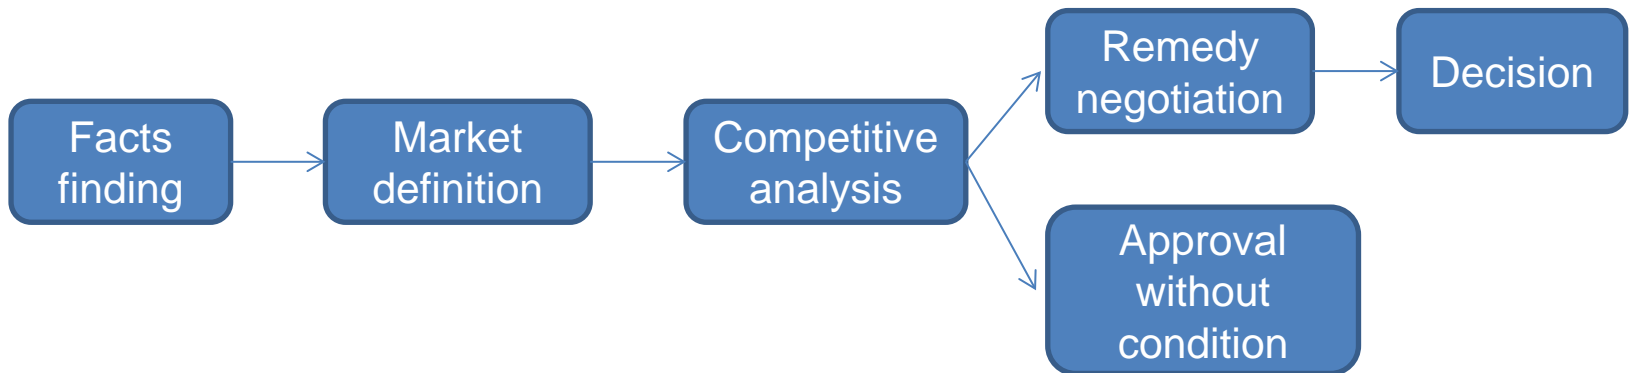 Facts
finding
Market
definition
Competitive
analysis
Remedy
negotiation
Decision
Approval
without
condition